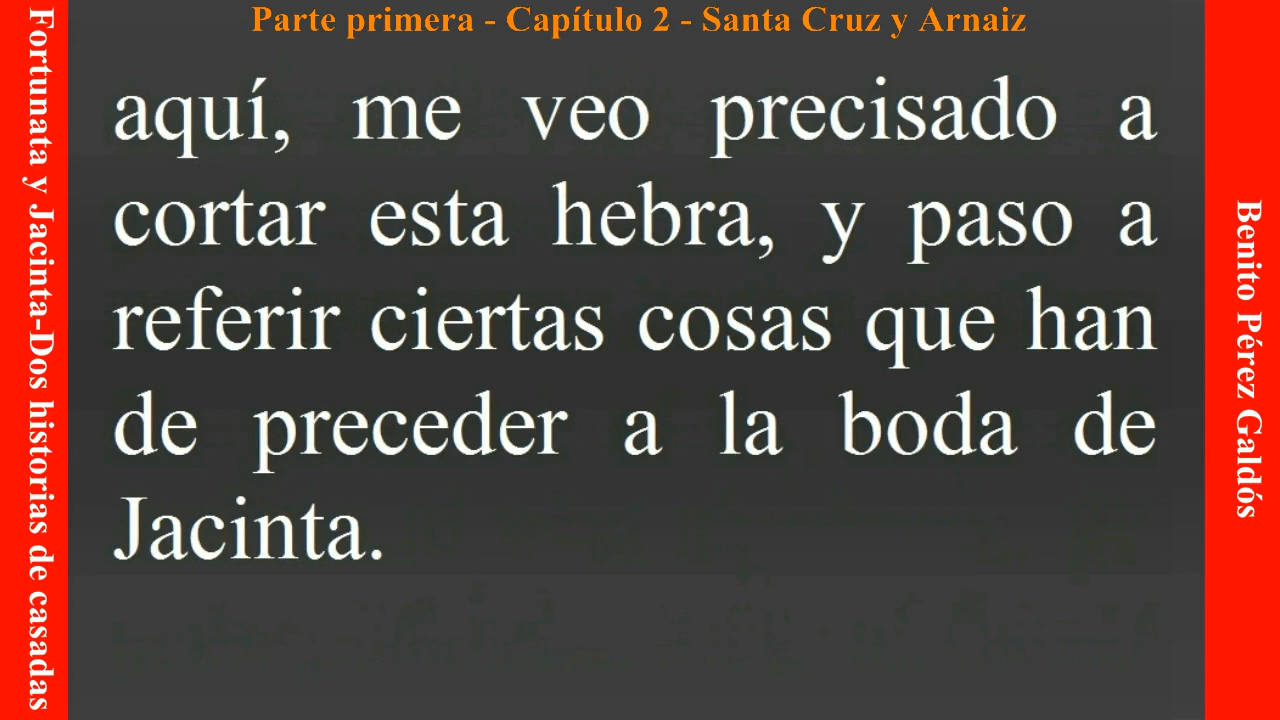 Parte primera - Capítulo 2 - Santa Cruz y Arnaiz
Fortunata y Jacinta-Dos historias de casadas
aquí, me veo precisado a
cortar esta hebra, y paso a
referir ciertas cosas que han
de preceder a la boda de
Jacinta.
Benito Pérez Galdós